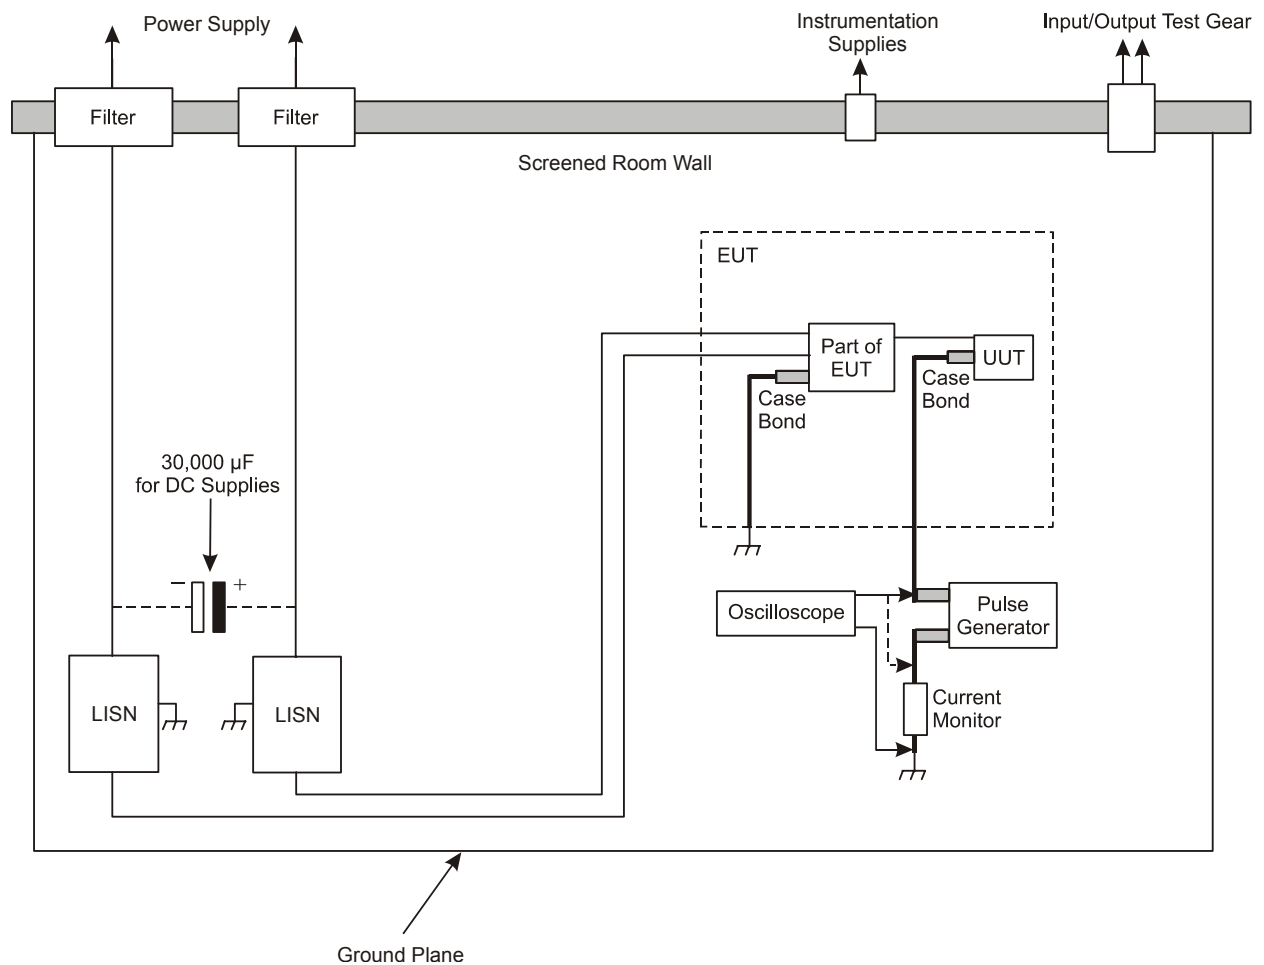 Power Supply
Instrumentation
Supplies
Input/Output Test Gear
Filter
Filter
Screened Room Wall
EUT
Part of
EUT
UUT
Case
Bond
Case
Bond
30,000 µF
for DC Supplies
− +
Oscilloscope
Pulse
Generator
LISN
LISN
Current
Monitor
Ground Plane